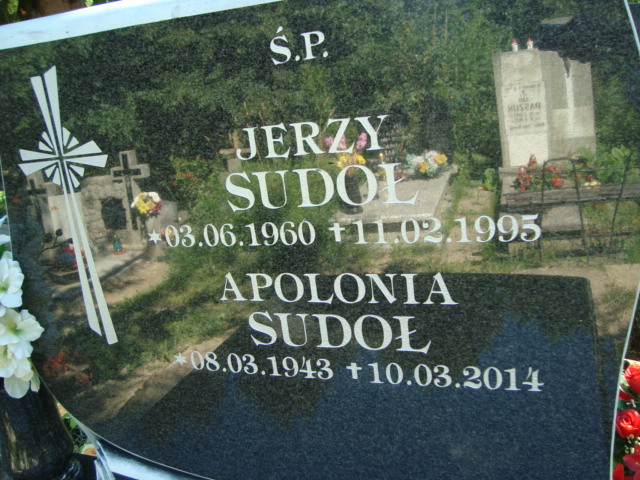 Ś.P.
JERZY
SUDOŁ
*03.06.1960 †11.02.1995
APOLONIA
SUDOŁ
*08.03.1943 †10.03.2014